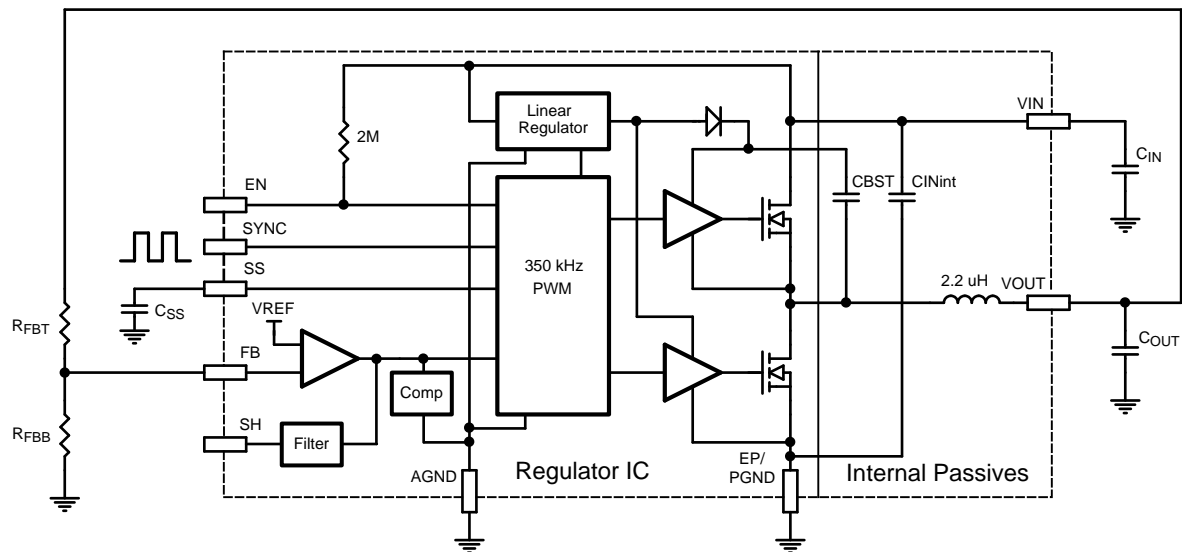 VIN
Linear
Regulator
2M
CIN
EN
CBST
CINint
SYNC
350 kHz
PWM
SS
2.2 uH
VOUT
CSS
VREF
RFBT
FB
COUT
Comp
RFBB
SH
Filter
AGND
Regulator IC
EP/
PGND
Internal Passives